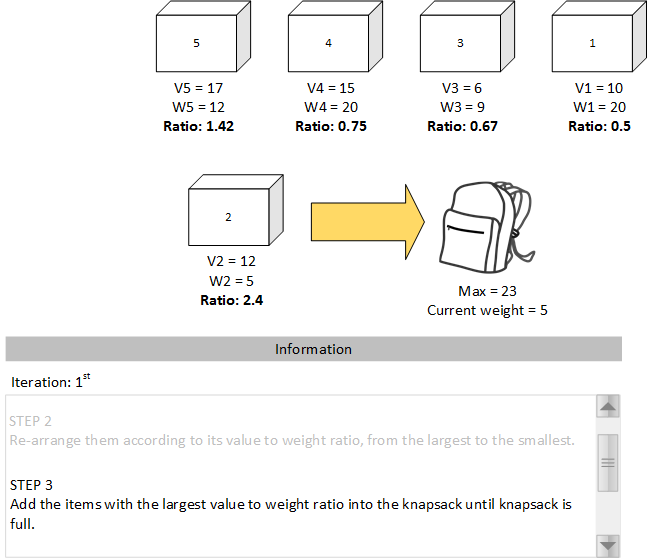 5 4 3 1
V5 = 17 V4 = 15 V3 = 6 V1 = 10
W5 = 12 W4 = 20 W3 = 9 W1 = 20
Ratio: 1.42 Ratio: 0.75 Ratio: 0.67 Ratio: 0.5
2
V2 = 12
W2 = 5
Ratio: 2.4
Max = 23
Current weight = 5
Information
Iteration: 1st
STEP 2
Re-arrange them according to its value to weight ratio, from the largest to the smallest.
STEP 3
Add the items with the largest value to weight ratio into the knapsack until knapsack is
full.